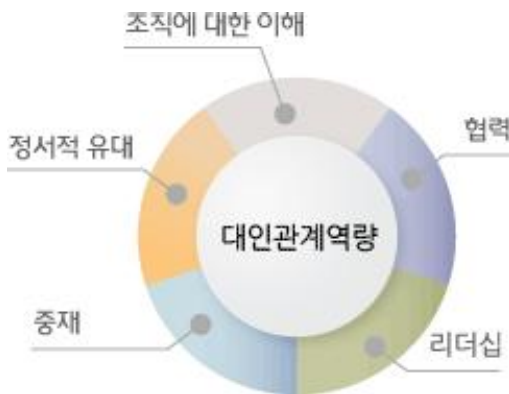 조직에 대한 이해
협력
정서적 유대
대인관계역량
중재
리더십